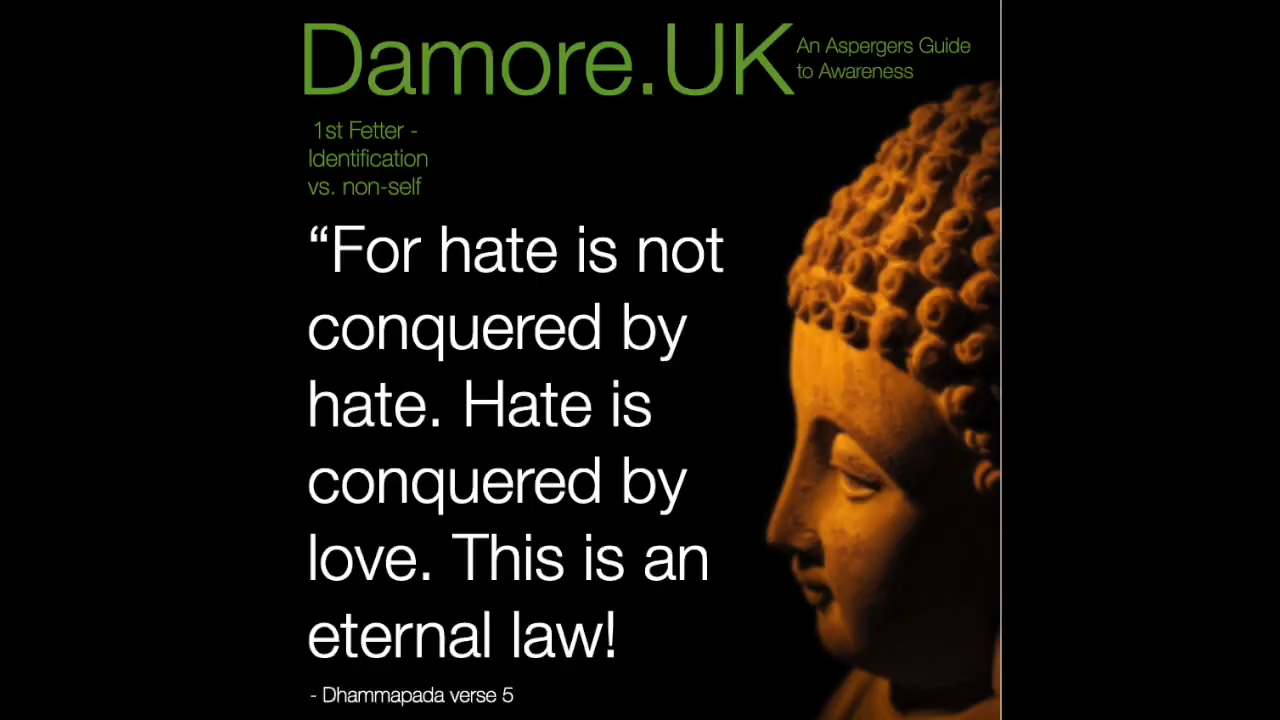 Damore.UK
An Aspergers Guide
to Awareness
1st Fetter -
Identification
vs. non-self
“For hate is not
conquered by
hate. Hate is
conquered by
love. This is an
eternal law!
- Dhammapada verse 5